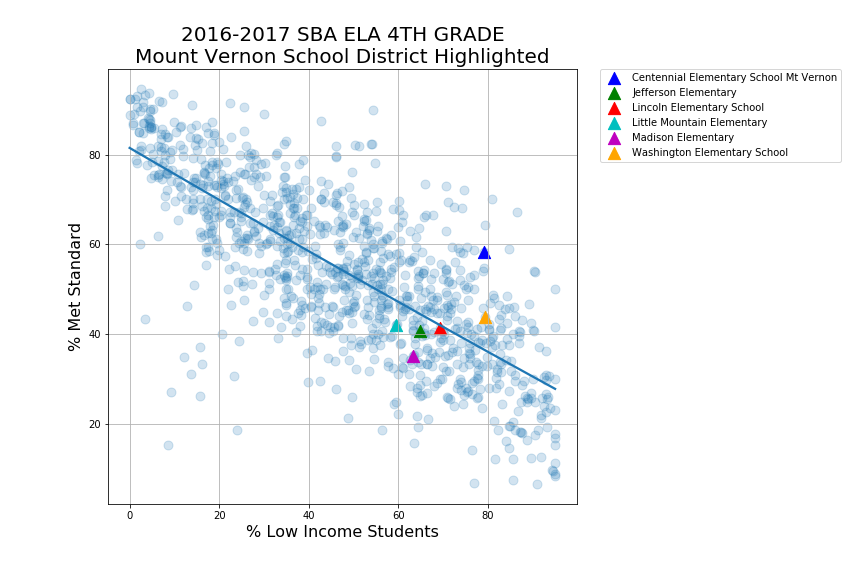 2016-2017 SBA ELA 4TH GRADE
Mount Vernon School District Highlighted
Centennial Elementary School Mt Vernon
Jefferson Elementary
Lincoln Elementary School
Little Mountain Elementary
Madison Elementary
Washington Elementary School
% Met Standard
80
60
40
20
0 20 40 60 80
% Low Income Students